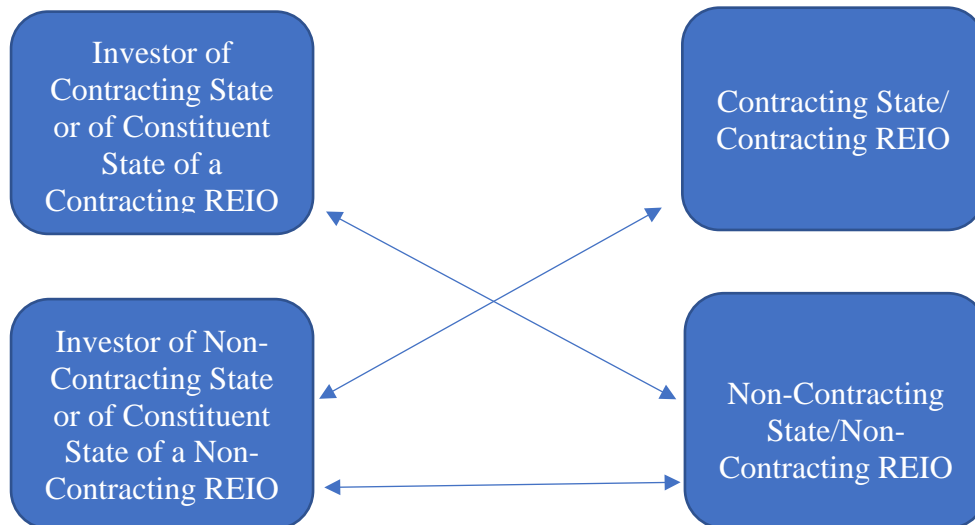 Investor of
Contracting State
or of Constituent
State of a
Contracting REIO
Contracting State/
Contracting REIO
Investor of Non-
Contracting State
or of Constituent
State of a Non-
Contracting REIO
Non-Contracting
State/Non-
Contracting REIO